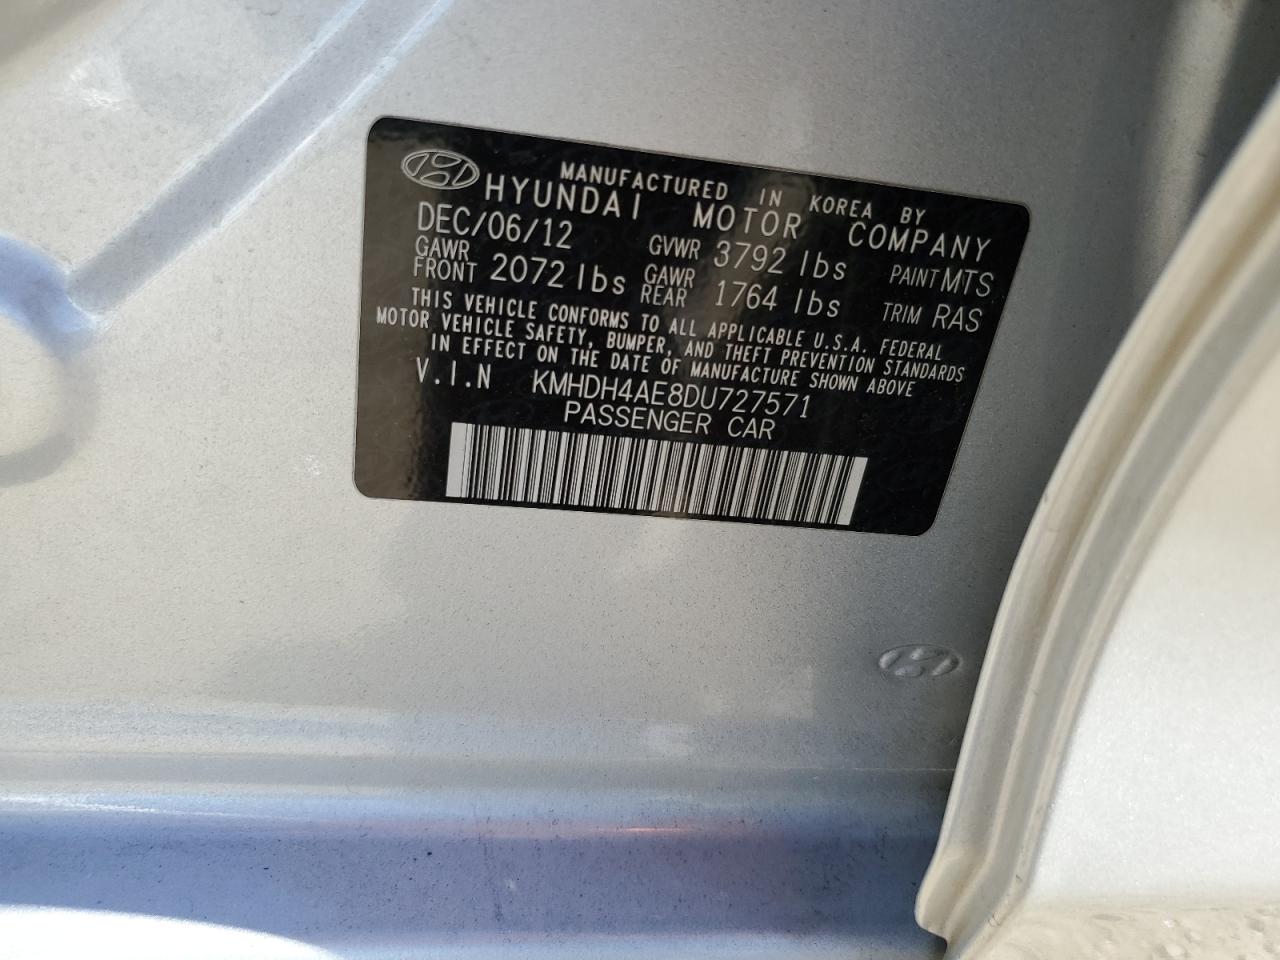 MANUFACTURED IN KOREA BY
HYUNDAI MOTOR COMPANY
DEC/06/12 GVWR 3792 lbs PAINT MTS
GAWR FRONT 2072 lbs GAWR REAR 1764 lbs TRIM RAS
THIS VEHICLE CONFORMS TO ALL APPLICABLE U.S.A. FEDERAL
MOTOR VEHICLE SAFETY, BUMPER, AND THEFT PREVENTION STANDARDS
IN EFFECT ON THE DATE OF MANUFACTURE SHOWN ABOVE
V.I.N KMHDH4AE8DU727571
PASSENGER CAR